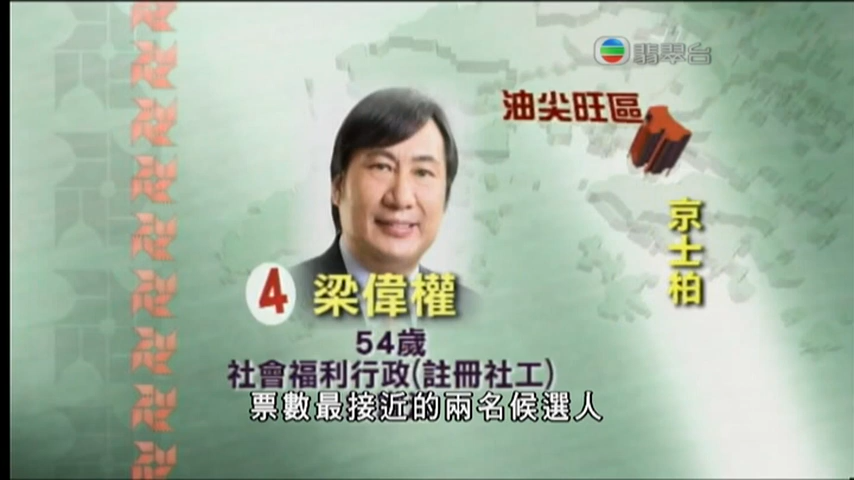 翡翠台
油尖旺區
京士柏
4 梁偉權
54歲
社會福利行政(註冊社工)
票數最接近的兩名候選人